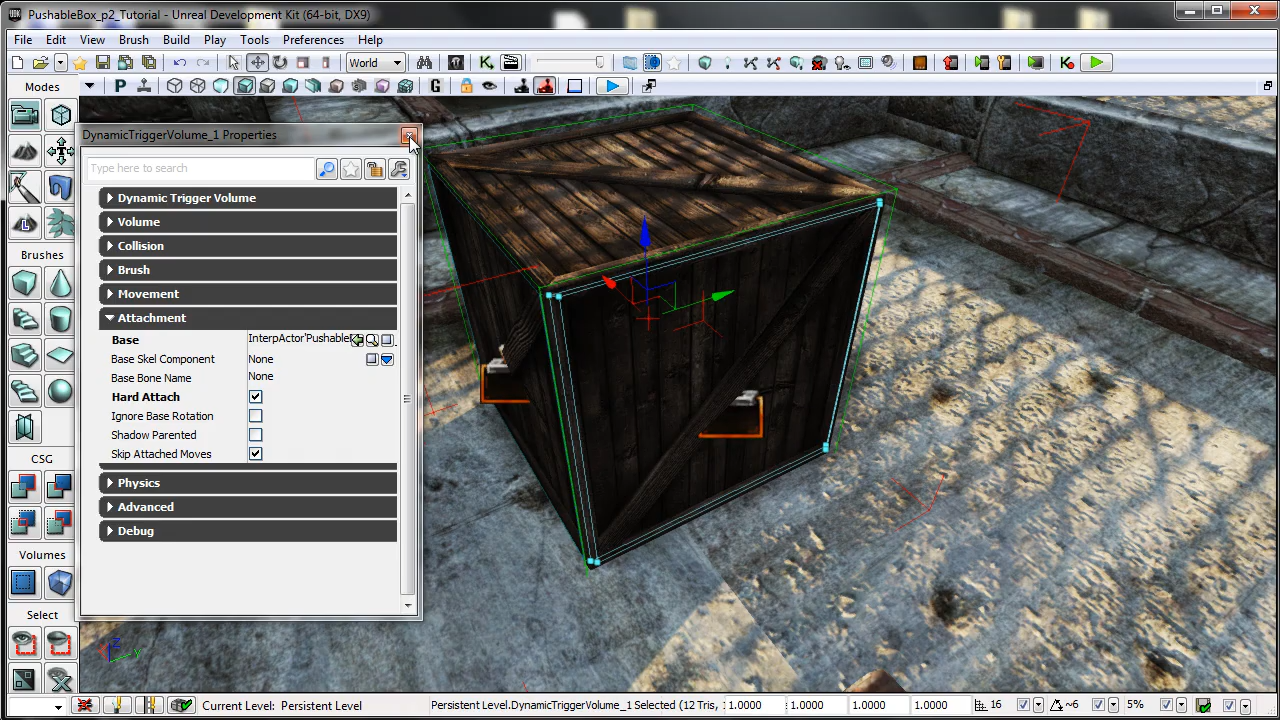 PushableBox_p2_Tutorial - Unreal Development Kit (64-bit, DX9)
File Edit View Brush Build Play Tools Preferences Help
World
Modes
P
G
DynamicTriggerVolume_1 Properties
Type here to search
Dynamic Trigger Volume
Volume
Collision
Brush
Movement
Attachment
Base InterpActor'Pushable
Base Skel Component None
Base Bone Name None
Hard Attach
Ignore Base Rotation
Shadow Parented
Skip Attached Moves
Physics
Advanced
Debug
Brushes
CSG
Volumes
Select
Z
Y
Current Level: Persistent Level
Persistent Level.DynamicTriggerVolume_1 Selected (12 Tris,
1.0000 1.0000 1.0000 1.0000
16 ~6 5%